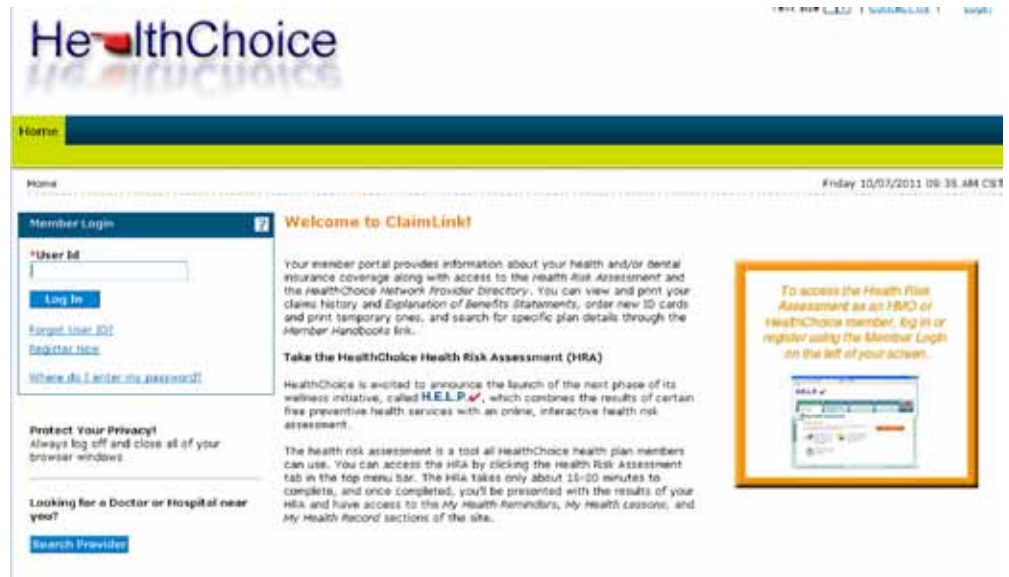 Text Size
Contact Us | Login
HealthChoice
Home
Home
Friday 10/07/2011 09:35 AM CST
Member Login ?
*User Id
Log In
Forgot User ID?
Register Now
Where do I enter my password?
Protect Your Privacy!
Always log off and close all of your
browser windows
Looking for a Doctor or Hospital near
you?
Search Provider
Welcome to ClaimLink!
Your member portal provides information about your health and/or dental
insurance coverage along with access to the Health Risk Assessment and
the HealthChoice Network Provider Directory. You can view and print your
claims history and Explanation of Benefits Statements, order new ID cards
and print temporary ones, and search for specific plan details through the
Member Handbooks link.
Take the HealthChoice Health Risk Assessment (HRA)
HealthChoice is excited to announce the launch of the next phase of its
wellness initiative, called H.E.L.P.✔, which combines the results of certain
free preventive health services with an online, interactive health risk
assessment.
The health risk assessment is a tool all HealthChoice health plan members
can use. You can access the HRA by clicking the Health Risk Assessment
tab in the top menu bar. The HRA takes only about 15-20 minutes to
complete, and once completed, you'll be presented with the results of your
HRA and have access to the My Health Reminders, My Health Lessons, and
My Health Record sections of the site.
To access the Health Risk
Assessment as an HMO or
HealthChoice member, log in or
register using the Member Login
on the left of your screen.
H.E.L.P.✔